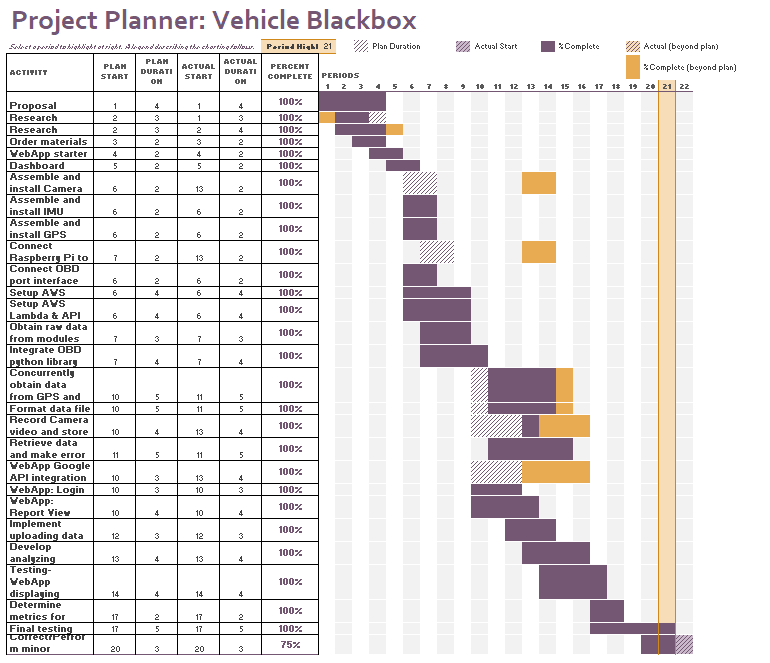 Project Planner: Vehicle Blackbox
Select a period to highlight at right. A legend describing the charting follows.
Period Highl 21
Plan Duration
Actual Start
% Complete
Actual (beyond plan)
% Complete (beyond plan)
ACTIVITY PLAN START PLAN DURATI ON ACTUAL START ACTUAL DURATI ON PERCENT COMPLETE PERIODS
1 2 3 4 5 6 7 8 9 10 11 12 13 14 15 16 17 18 19 20 21 22
Proposal 1 4 1 4 100%
Research 2 3 1 3 100%
Research 2 3 2 4 100%
Order materials 3 2 3 2 100%
WebApp starter 4 2 4 2 100%
Dashboard 5 2 5 2 100%
Assemble and
install Camera 6 2 13 2 100%
Assemble and
install IMU 6 2 6 2 100%
Assemble and
install GPS 6 2 6 2 100%
Connect
Raspberry Pi to 7 2 13 2 100%
Connect OBD
port interface 6 2 6 2 100%
Setup AWS 6 4 6 4 100%
Setup AWS
Lambda & API 6 4 6 4 100%
Obtain raw data
from modules 7 3 7 3 100%
Integrate OBD
python library 7 4 7 4 100%
Concurrently
obtain data
from GPS and 10 5 11 5 100%
Format data file 10 5 11 5 100%
Record Camera
video and store 10 4 13 4 100%
Retrieve data
and make error 11 5 11 5 100%
WebApp Google
API integration 10 3 13 4 100%
WebApp: Login 10 3 10 3 100%
WebApp:
Report View 10 4 10 4 100%
Implement
uploading data 12 3 12 3 100%
Develop
analyzing 13 4 13 4 100%
Testing-
WebApp
displaying 14 4 14 4 100%
Determine
metrics for 17 2 17 2 100%
Final testing 17 5 17 5 100%
Correct/Perfor
m minor 20 3 20 3 75%